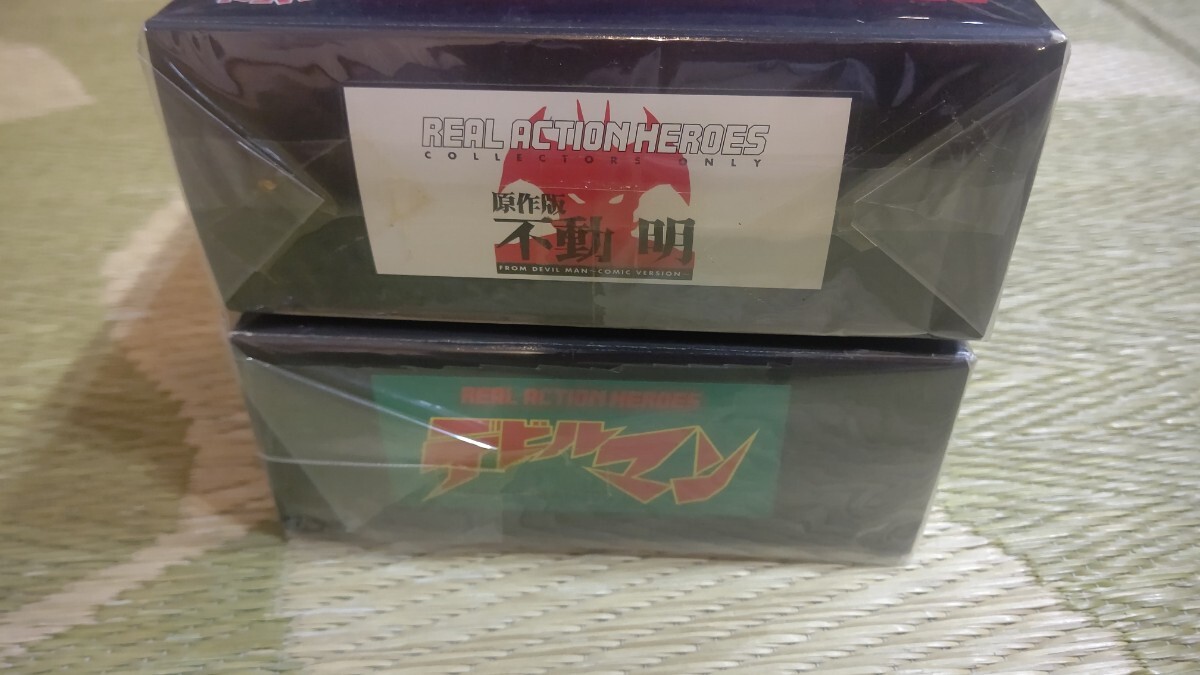 REAL ACTION HEROES
COLLECTORS ONLY
原作版
不動 明
FROM DEVIL MAN~COMIC VERSION~
REAL ACTION HEROES
デビルマン